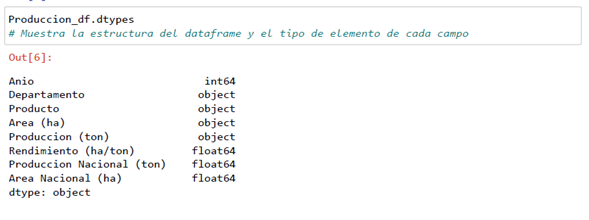 Produccion_df.dtypes
# Muestra la estructura del dataframe y el tipo de elemento de cada campo
Out[6]:
Anio int64
Departamento object
Producto object
Area (ha) object
Produccion (ton) object
Rendimiento (ha/ton) float64
Produccion Nacional (ton) float64
Area Nacional (ha) float64
dtype: object